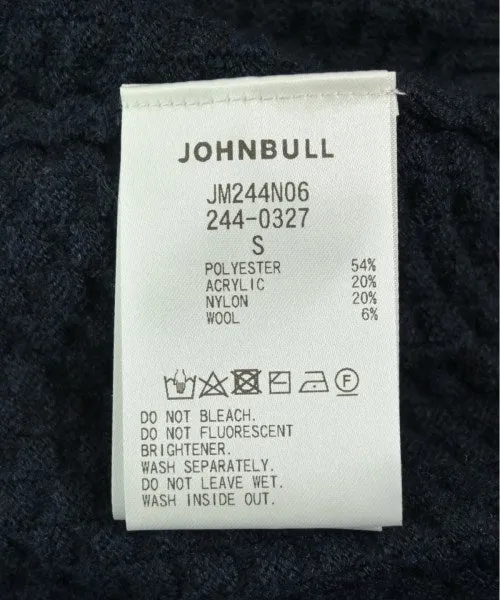 JOHNBULL
JM244N06
244-0327
S
POLYESTER 54%
ACRYLIC 20%
NYLON 20%
WOOL 6%
F
DO NOT BLEACH.
DO NOT FLUORESCENT
BRIGHTENER.
WASH SEPARATELY.
DO NOT LEAVE WET.
WASH INSIDE OUT.